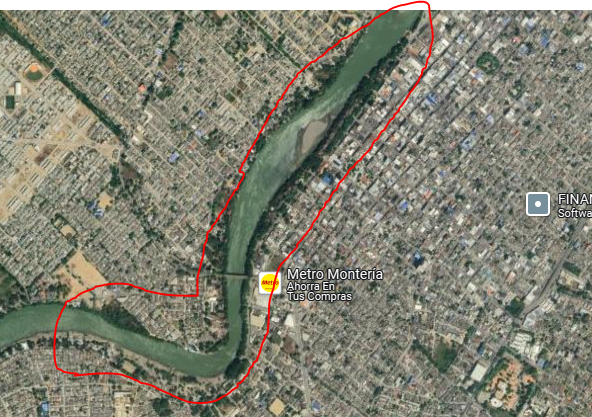 Metro
Metro Montería
Ahorra En
Tus Compras
FINAN
Softwa